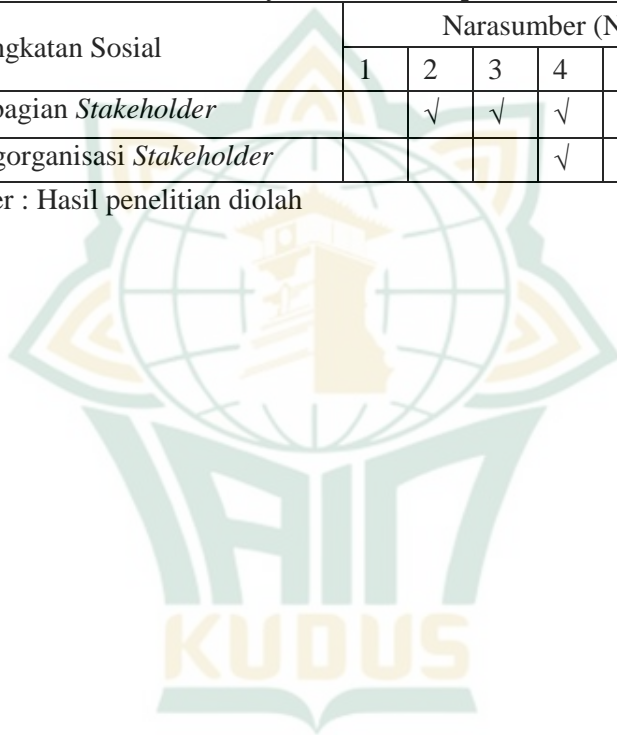 ngkatan Sosial
Narasumber (N
1 2 3 4
bagian Stakeholder √ √ √
gorganisasi Stakeholder √
er : Hasil penelitian diolah
IAIN
KUDUS